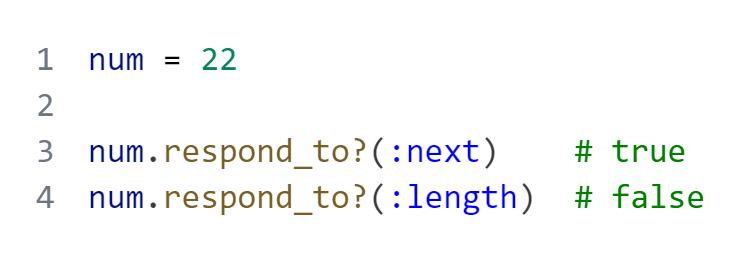 1 num = 22
2
3 num.respond_to?(:next)    # true
4 num.respond_to?(:length)  # false